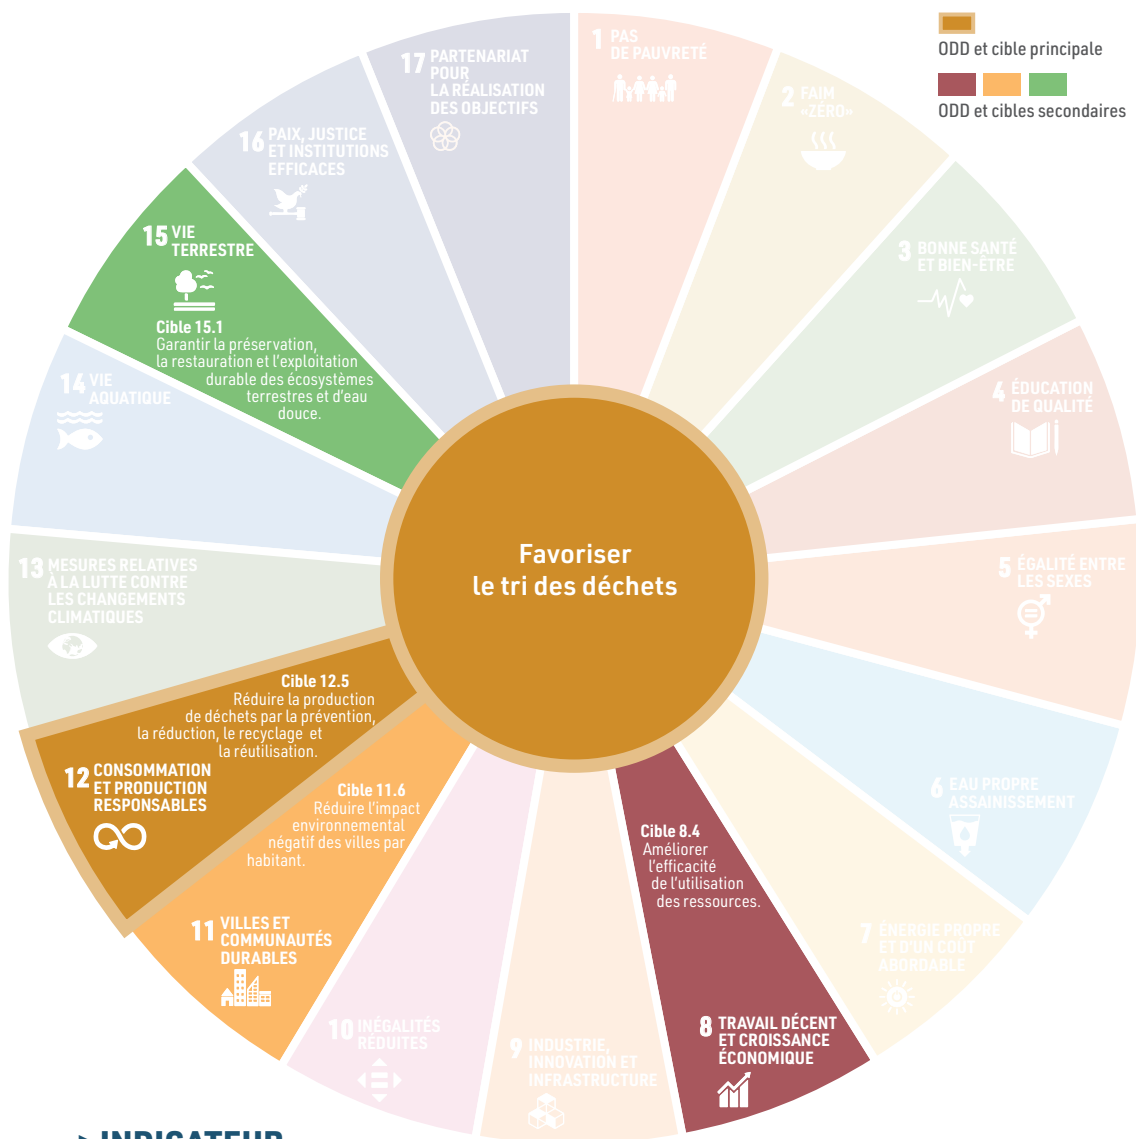 ODD et cible principale
ODD et cibles secondaires
1 PAS
DE PAUVRETÉ
2 FAIM
«ZÉRO»
3 BONNE SANTÉ
ET BIEN-ÊTRE
4 ÉDUCATION
DE QUALITÉ
5 ÉGALITÉ ENTRE
LES SEXES
6 EAU PROPRE
ASSAINISSEMENT
7 ÉNERGIE PROPRE
ET D'UN COÛT
ABORDABLE
Cible 8.4
Améliorer
l'efficacité
de l'utilisation
des ressources.
8 TRAVAIL DÉCENT
ET CROISSANCE
ÉCONOMIQUE
9 INDUSTRIE,
INNOVATION ET
INFRASTRUCTURE
10 INÉGALITÉS
RÉDUITES
Cible 11.6
Réduire l'impact
environnemental
négatif des villes par
habitant.
11 VILLES ET
COMMUNAUTÉS
DURABLES
Cible 12.5
Réduire la production
de déchets par la prévention,
la réduction, le recyclage et
la réutilisation.
12 CONSOMMATION
ET PRODUCTION
RESPONSABLES
13 MESURES RELATIVES
À LA LUTTE CONTRE
LES CHANGEMENTS
CLIMATIQUES
14 VIE
AQUATIQUE
15 VIE
TERRESTRE
Cible 15.1
Garantir la préservation,
la restauration et l'exploitation
durable des écosystèmes
terrestres et d'eau
douce.
16 PAIX, JUSTICE
ET INSTITUTIONS
EFFICACES
17 PARTENARIAT
POUR
LA RÉALISATION
DES OBJECTIFS
Favoriser
le tri des déchets
> INDICATEUR